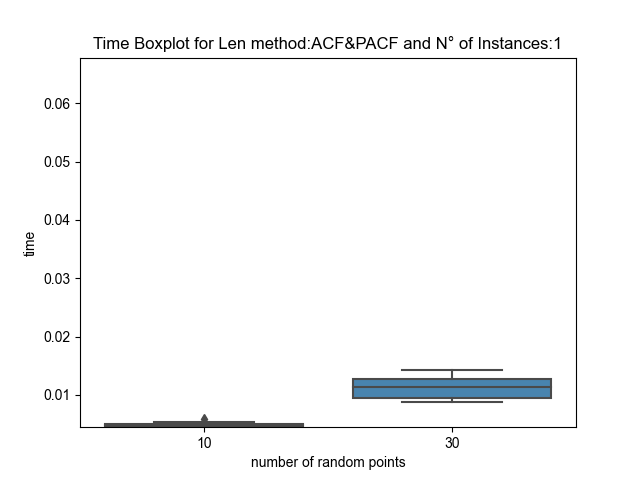 Time Boxplot for Len method:ACF&PACF and N° of Instances:1
0.06
0.05
0.04
0.03
0.02
0.01
time
10 30
number of random points